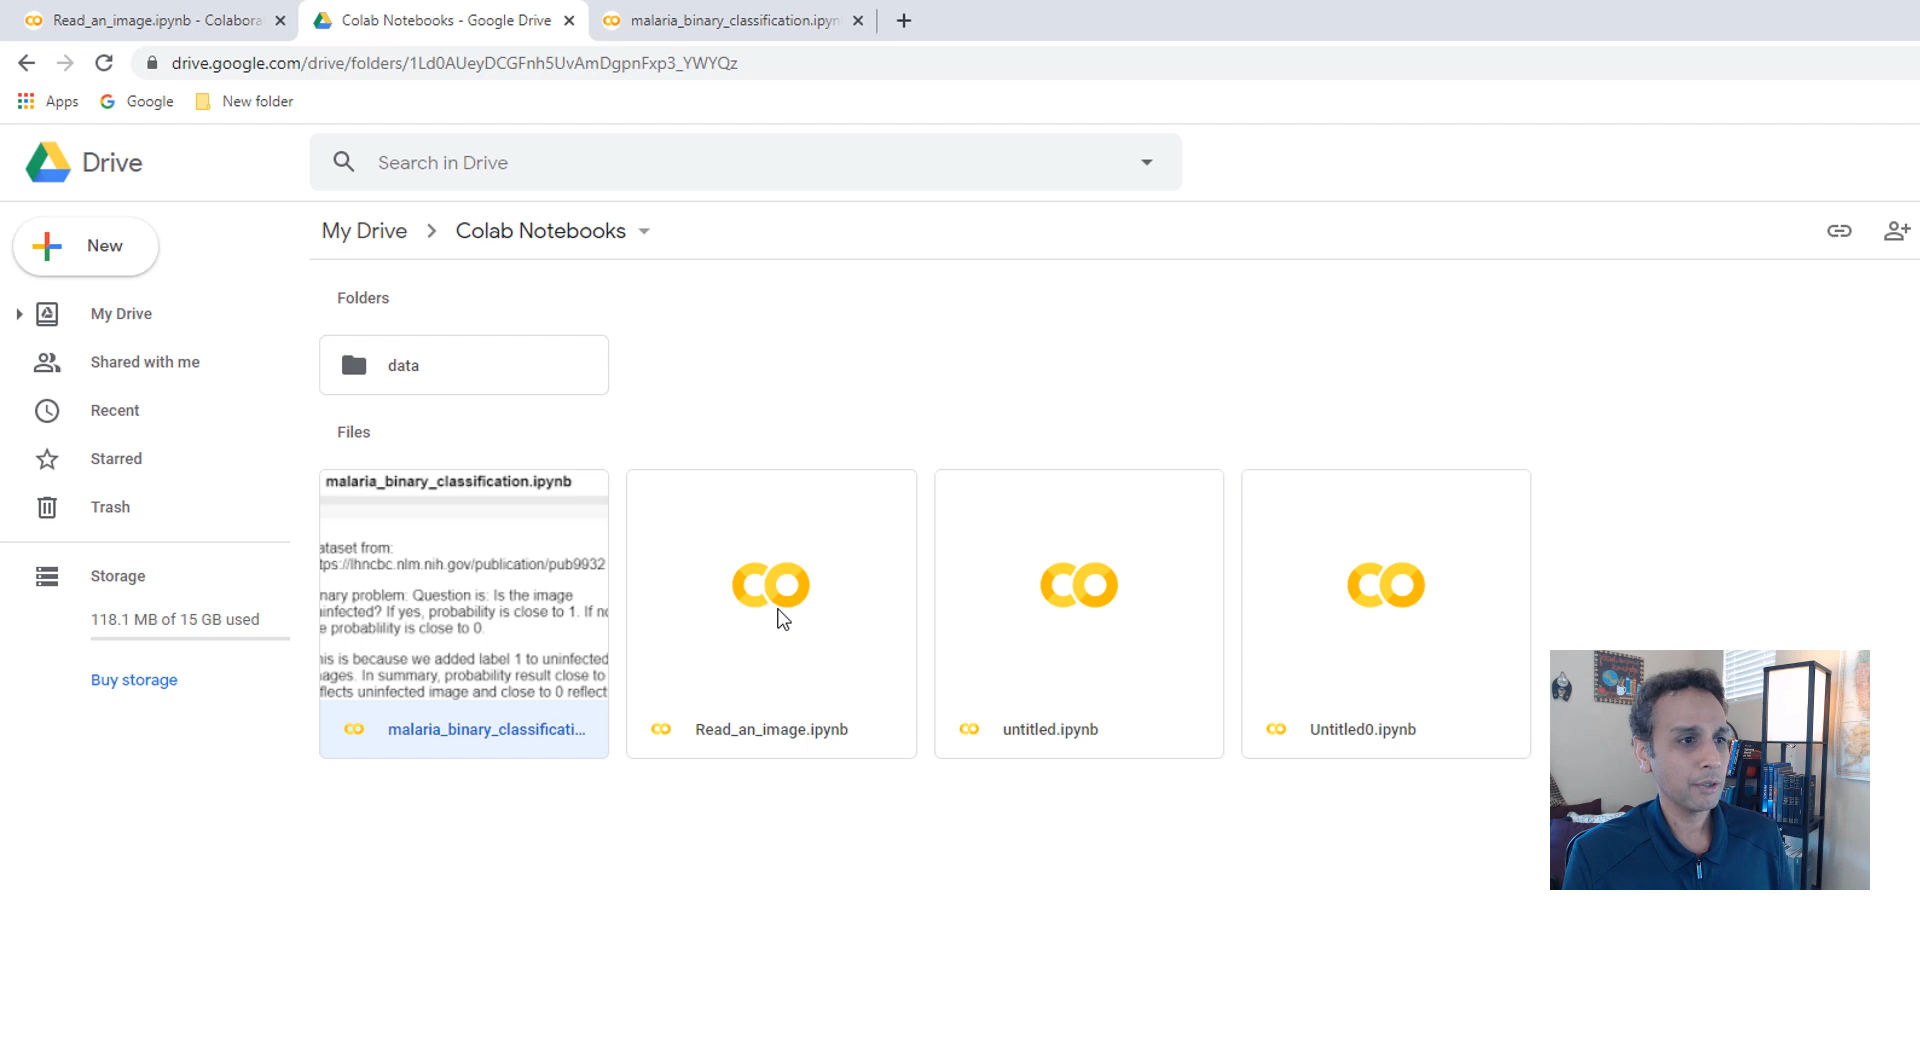 Read_an_image.ipynb - Colabora
Colab Notebooks - Google Drive
malaria_binary_classification.ipyn
drive.google.com/drive/folders/1Ld0AUeyDCGFnh5UvAmDgpnFxp3_YWYQz
Apps
Google
New folder
Drive
Search in Drive
New
My Drive
Colab Notebooks
My Drive
Shared with me
Recent
Starred
Trash
Storage
118.1 MB of 15 GB used
Buy storage
Folders
data
Files
malaria_binary_classification.ipynb
ataset from:
tps://lhncbc.nlm.nih.gov/publication/pub9932
nary problem: Question is: Is the image
infected? If yes, probability is close to 1. If no
e probablility is close to 0.
is is because we added label 1 to uninfected
ages. In summary, probability result close to
flects uninfected image and close to 0 reflect
malaria_binary_classificati...
Read_an_image.ipynb
untitled.ipynb
Untitled0.ipynb